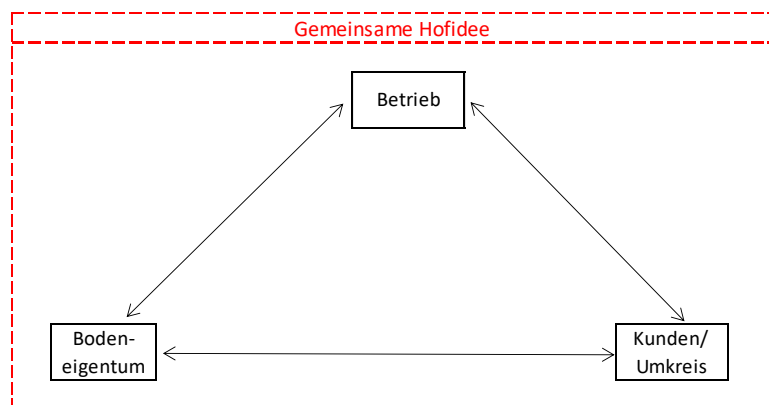 Gemeinsame Hofidee
Betrieb
Boden-
eigentum
Kunden/
Umkreis